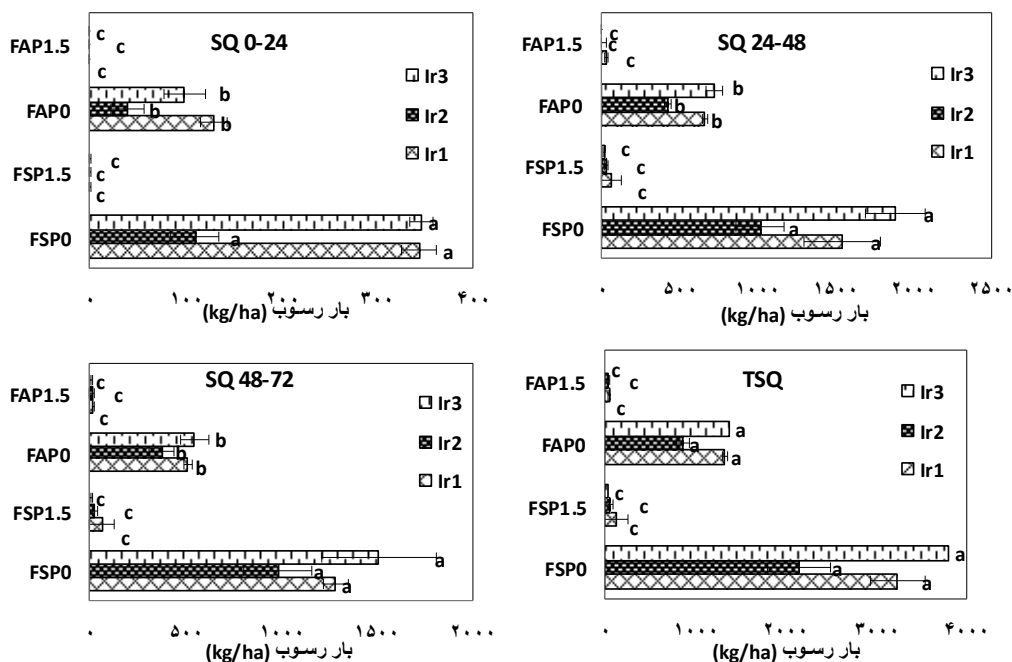 SQ 0-24
FAP1.5 c c c
Ir3
FAP0 b b b
Ir2
FSP1.5 c c c
Ir1
FSP0 a a a
۰ ۱۰۰ ۲۰۰ ۳۰۰ ۴۰۰
بار رسوب (kg/ha)
SQ 24-48
FAP1.5 c c c
Ir3
FAP0 b b b
Ir2
FSP1.5 c c c
Ir1
FSP0 a a a
۰ ۵۰۰ ۱۰۰۰ ۱۵۰۰ ۲۰۰۰ ۲۵۰۰
بار رسوب (kg/ha)
SQ 48-72
FAP1.5 c c c
Ir3
FAP0 b b b
Ir2
FSP1.5 c c c
Ir1
FSP0 a a a
۰ ۵۰۰ ۱۰۰۰ ۱۵۰۰ ۲۰۰۰
بار رسوب (kg/ha)
TSQ
FAP1.5 c c c
Ir3
FAP0 a a a
Ir2
FSP1.5 c c c
Ir1
FSP0 a a a
۰ ۱۰۰۰ ۲۰۰۰ ۳۰۰۰ ۴۰۰۰
بار رسوب (kg/ha)